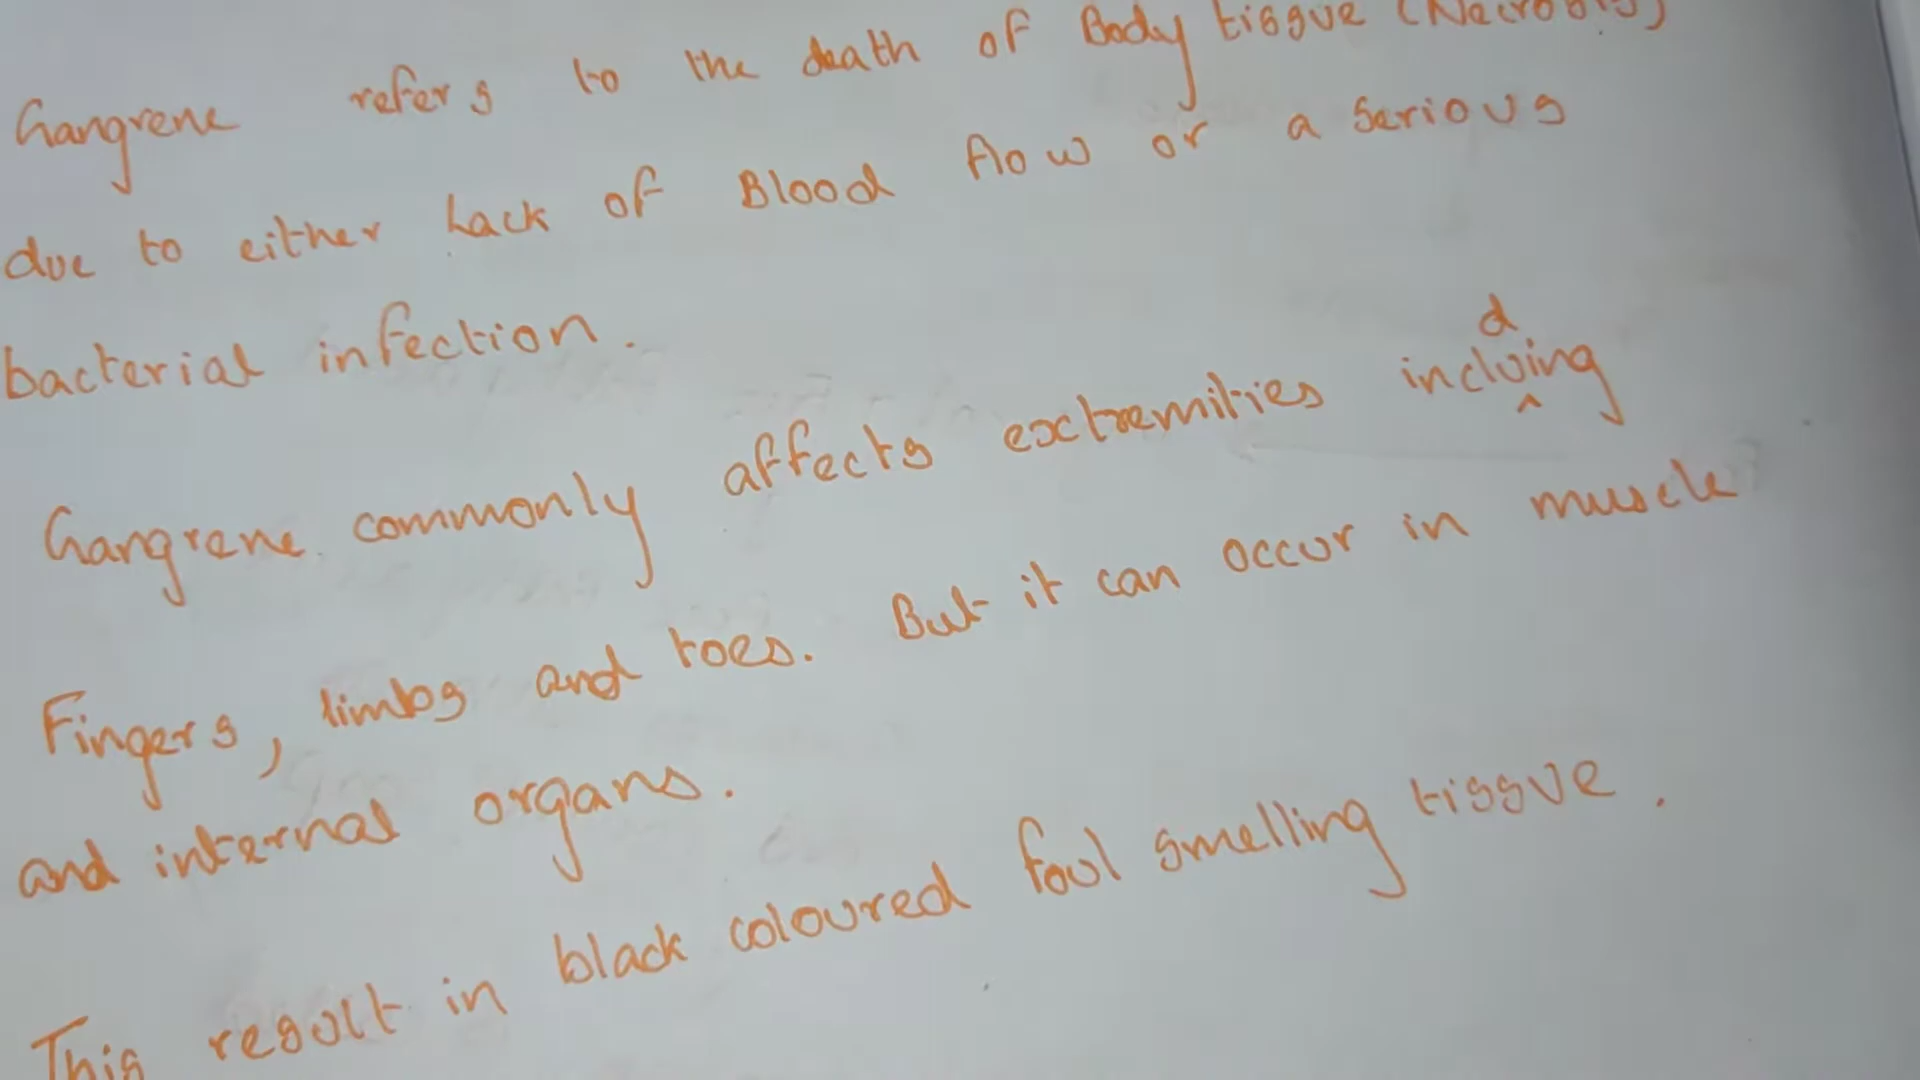 Gangrene refers to the death of Body tissue (Necrosis)
due to either Lack of Blood flow or a serious
bacterial infection.
Gangrene commonly affects extremities including
Fingers, limbs and toes. But it can occur in muscle
and internal organs.
This result in black coloured foul smelling tissue.